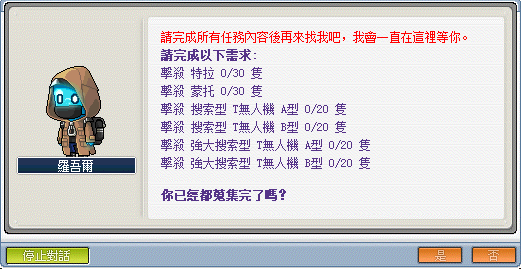 請完成所有任務內容後再來找我吧，我會一直在這裡等你。
請完成以下需求:
擊殺 特拉 0/30 隻
擊殺 蒙托 0/30 隻
擊殺 搜索型 T無人機 A型 0/20 隻
擊殺 搜索型 T無人機 B型 0/20 隻
擊殺 強大搜索型 T無人機 A型 0/20 隻
擊殺 強大搜索型 T無人機 B型 0/20 隻
你已經都蒐集完了嗎?
羅吾爾
停止對話
是 否